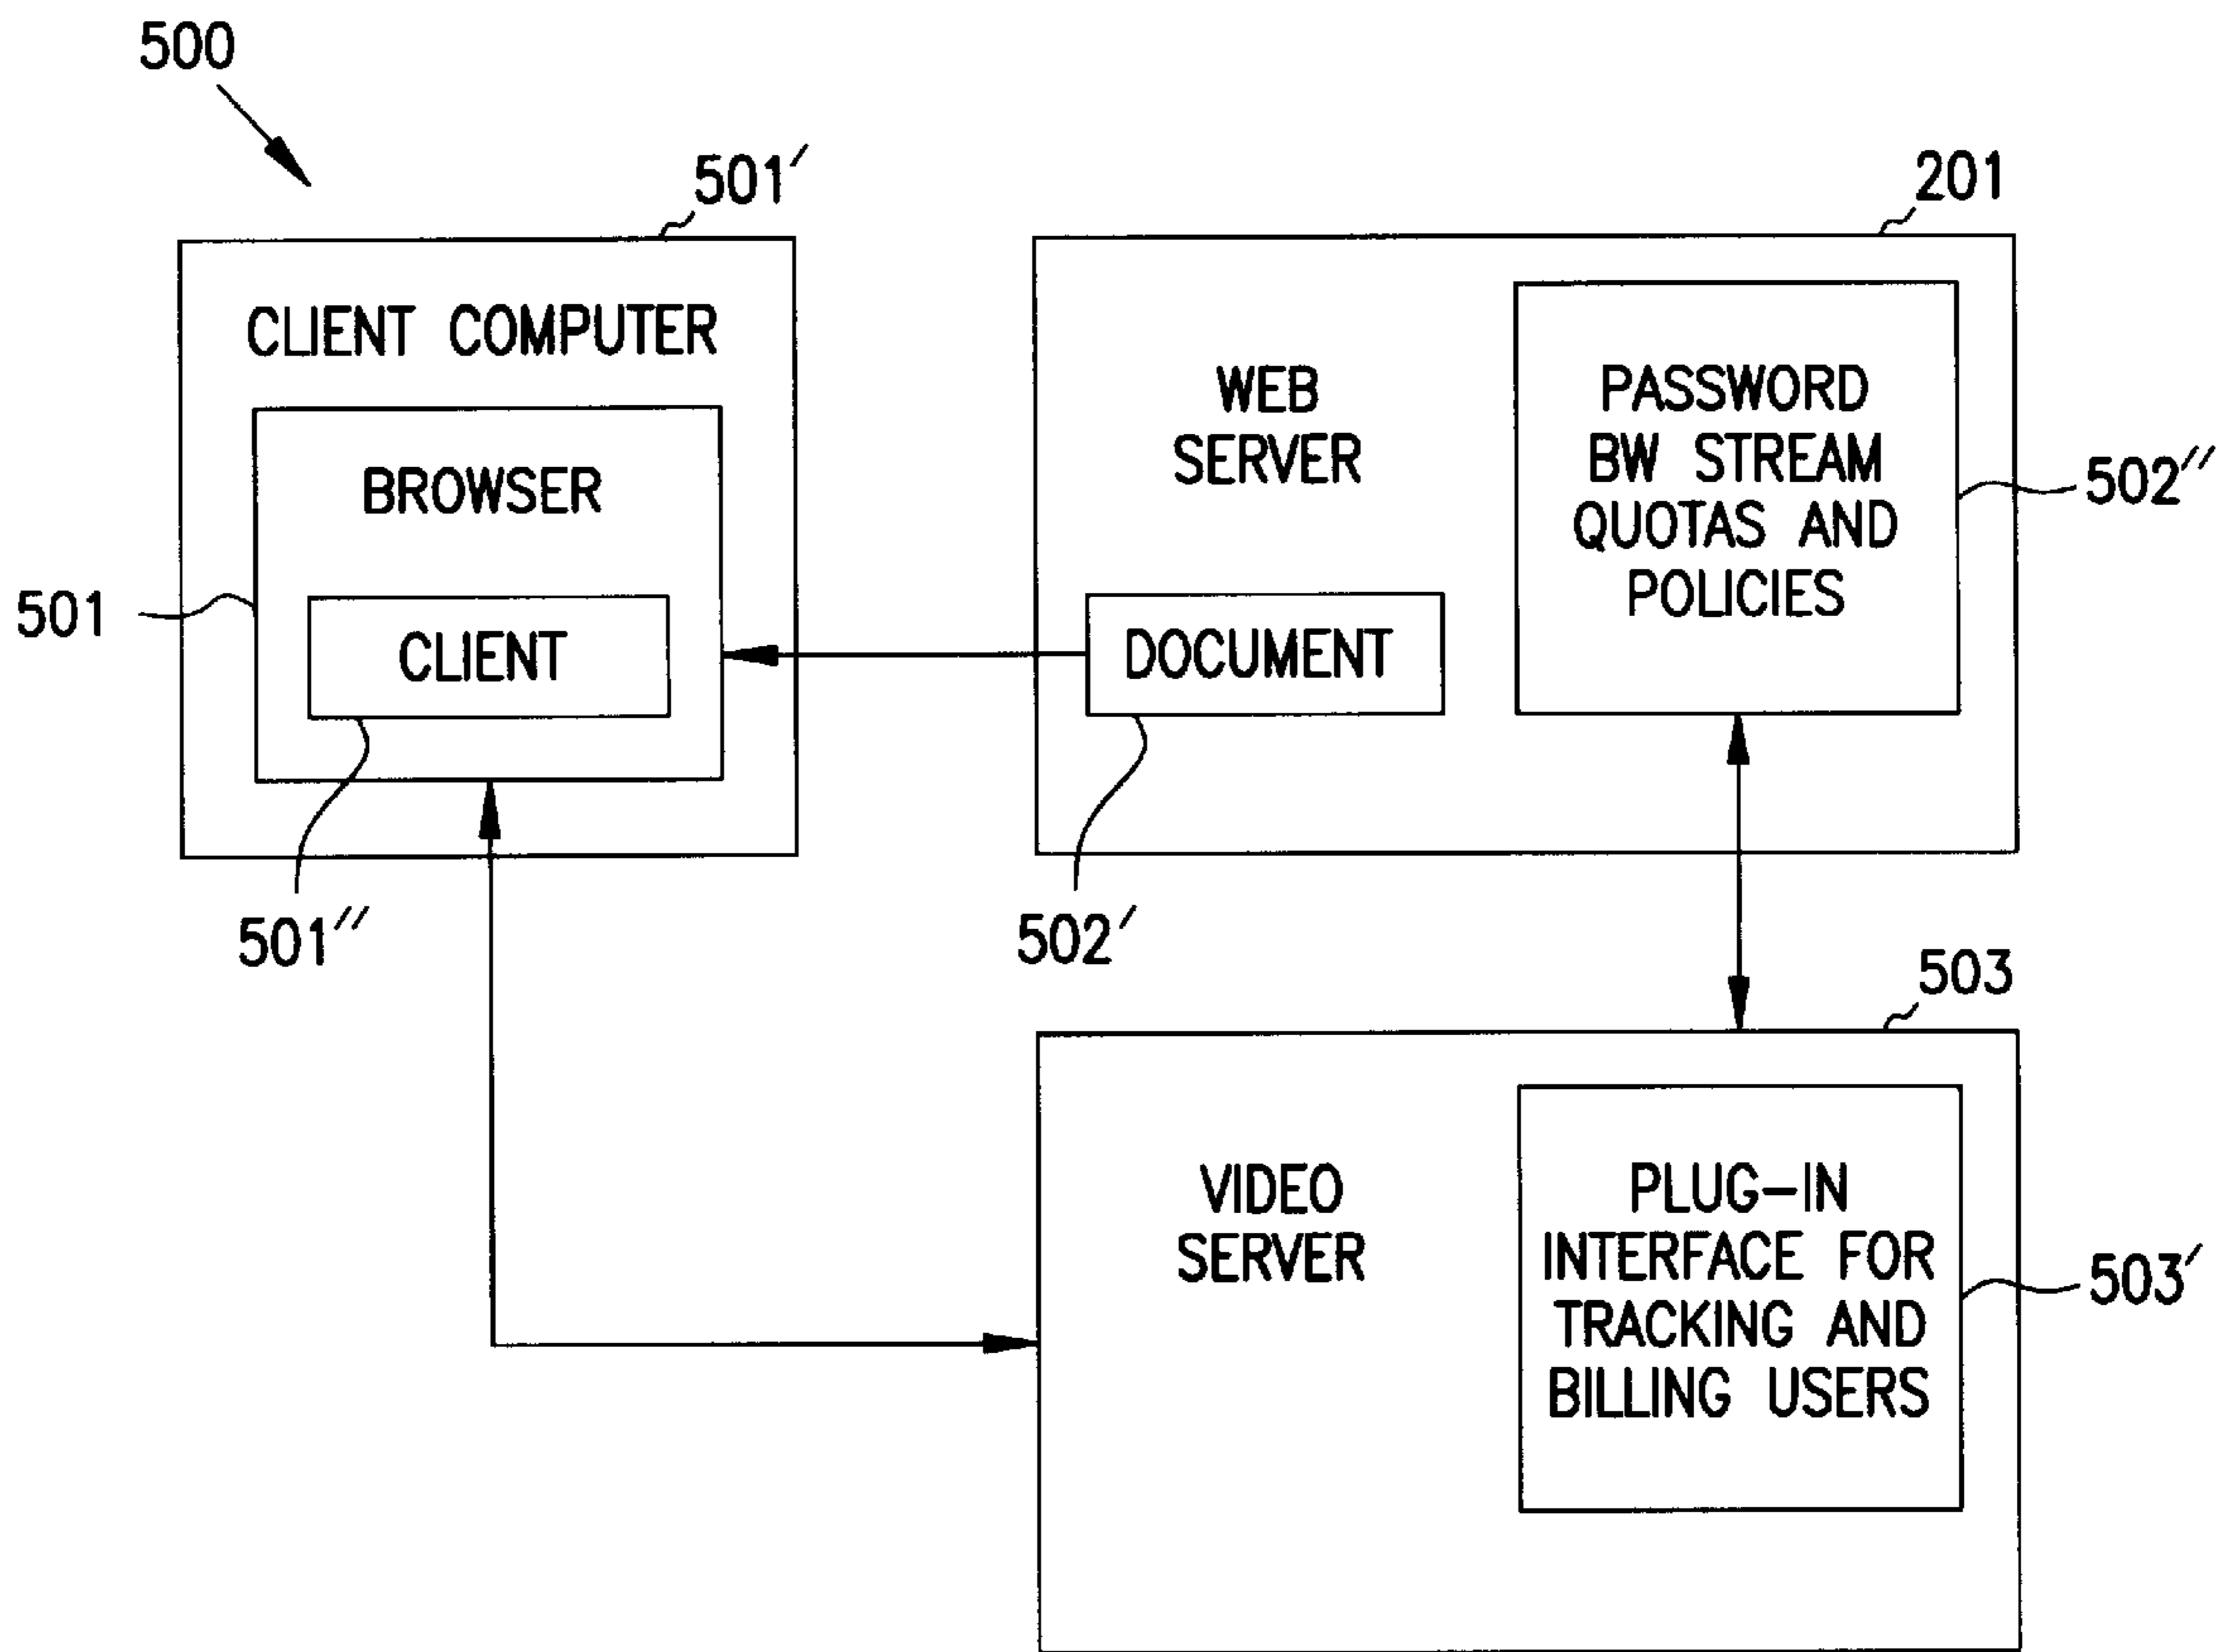 500
501′
201
CLIENT COMPUTER
BROWSER
501
CLIENT
501″
WEB
SERVER
DOCUMENT
502′
PASSWORD
BW STREAM
QUOTAS AND
POLICIES
502″
503
VIDEO
SERVER
PLUG-IN
INTERFACE FOR
TRACKING AND
BILLING USERS
503′